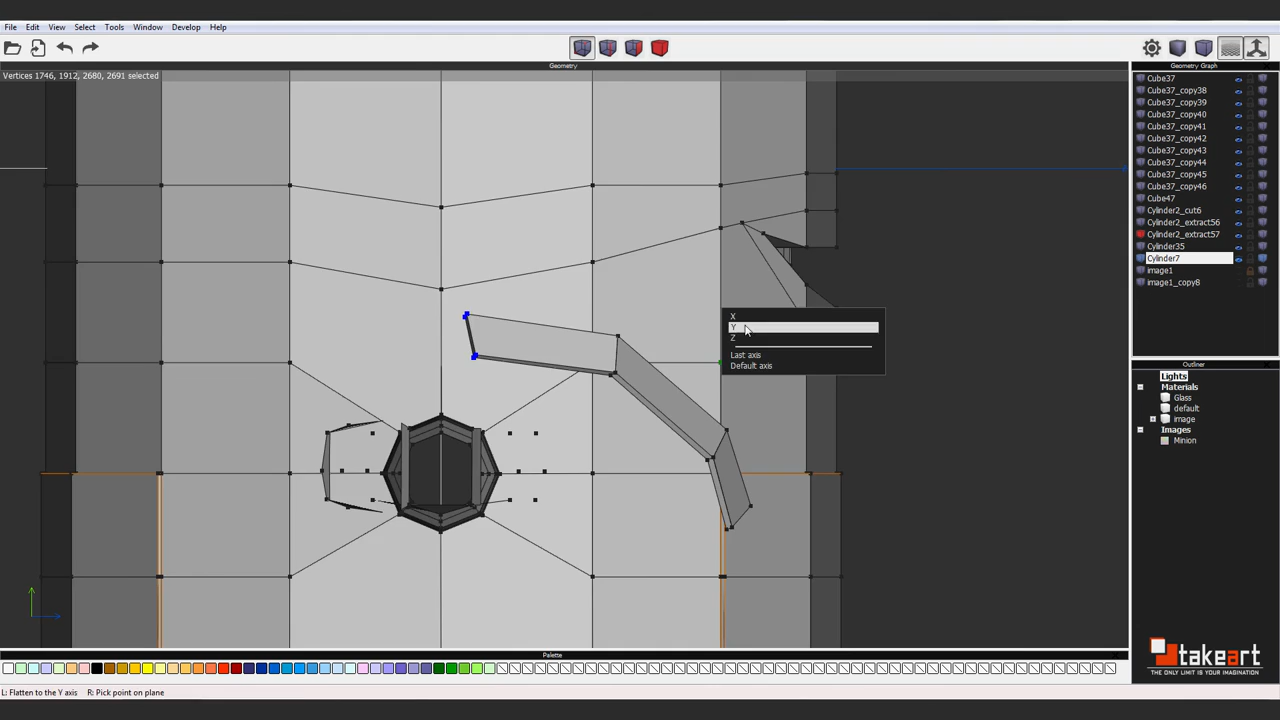 File Edit View Select Tools Window Develop Help
Geometry
Geometry Graph
Vertices 1746, 1912, 2680, 2691 selected
Cube37
Cube37_copy38
Cube37_copy39
Cube37_copy40
Cube37_copy41
Cube37_copy42
Cube37_copy43
Cube37_copy44
Cube37_copy45
Cube37_copy46
Cube47
Cylinder2_cut6
Cylinder2_extract56
Cylinder2_extract57
Cylinder35
Cylinder7
image1
image1_copy8
X
Y
Z
Last axis
Default axis
Outliner
Lights
Materials
Glass
default
image
Images
Minion
takeart
THE ONLY LIMIT IS YOUR IMAGINATION
Palette
L: Flatten to the Y axis R: Pick point on plane